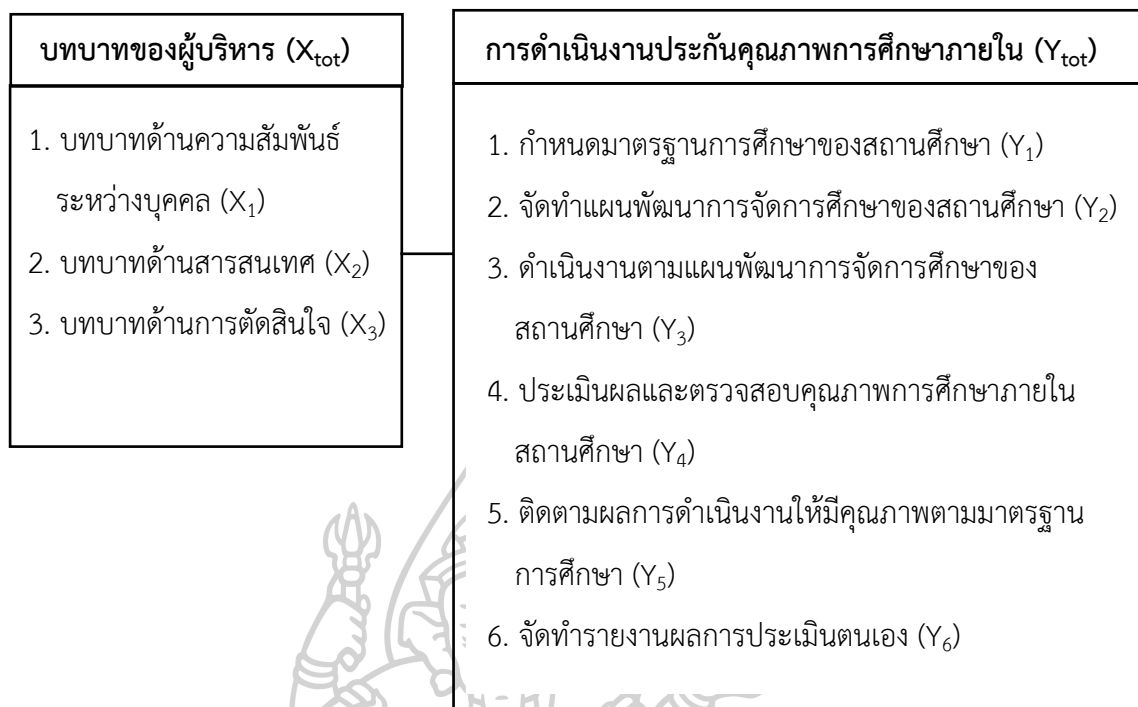 บทบาทของผู้บริหาร (Xtot)
1. บทบาทด้านความสัมพันธ์
ระหว่างบุคคล (X1)
2. บทบาทด้านสารสนเทศ (X2)
3. บทบาทด้านการตัดสินใจ (X3)
การดำเนินงานประกันคุณภาพการศึกษาภายใน (Ytot)
1. กำหนดมาตรฐานการศึกษาของสถานศึกษา (Y1)
2. จัดทำแผนพัฒนาการจัดการศึกษาของสถานศึกษา (Y2)
3. ดำเนินงานตามแผนพัฒนาการจัดการศึกษาของ
สถานศึกษา (Y3)
4. ประเมินผลและตรวจสอบคุณภาพการศึกษาภายใน
สถานศึกษา (Y4)
5. ติดตามผลการดำเนินงานให้มีคุณภาพตามมาตรฐาน
การศึกษา (Y5)
6. จัดทำรายงานผลการประเมินตนเอง (Y6)